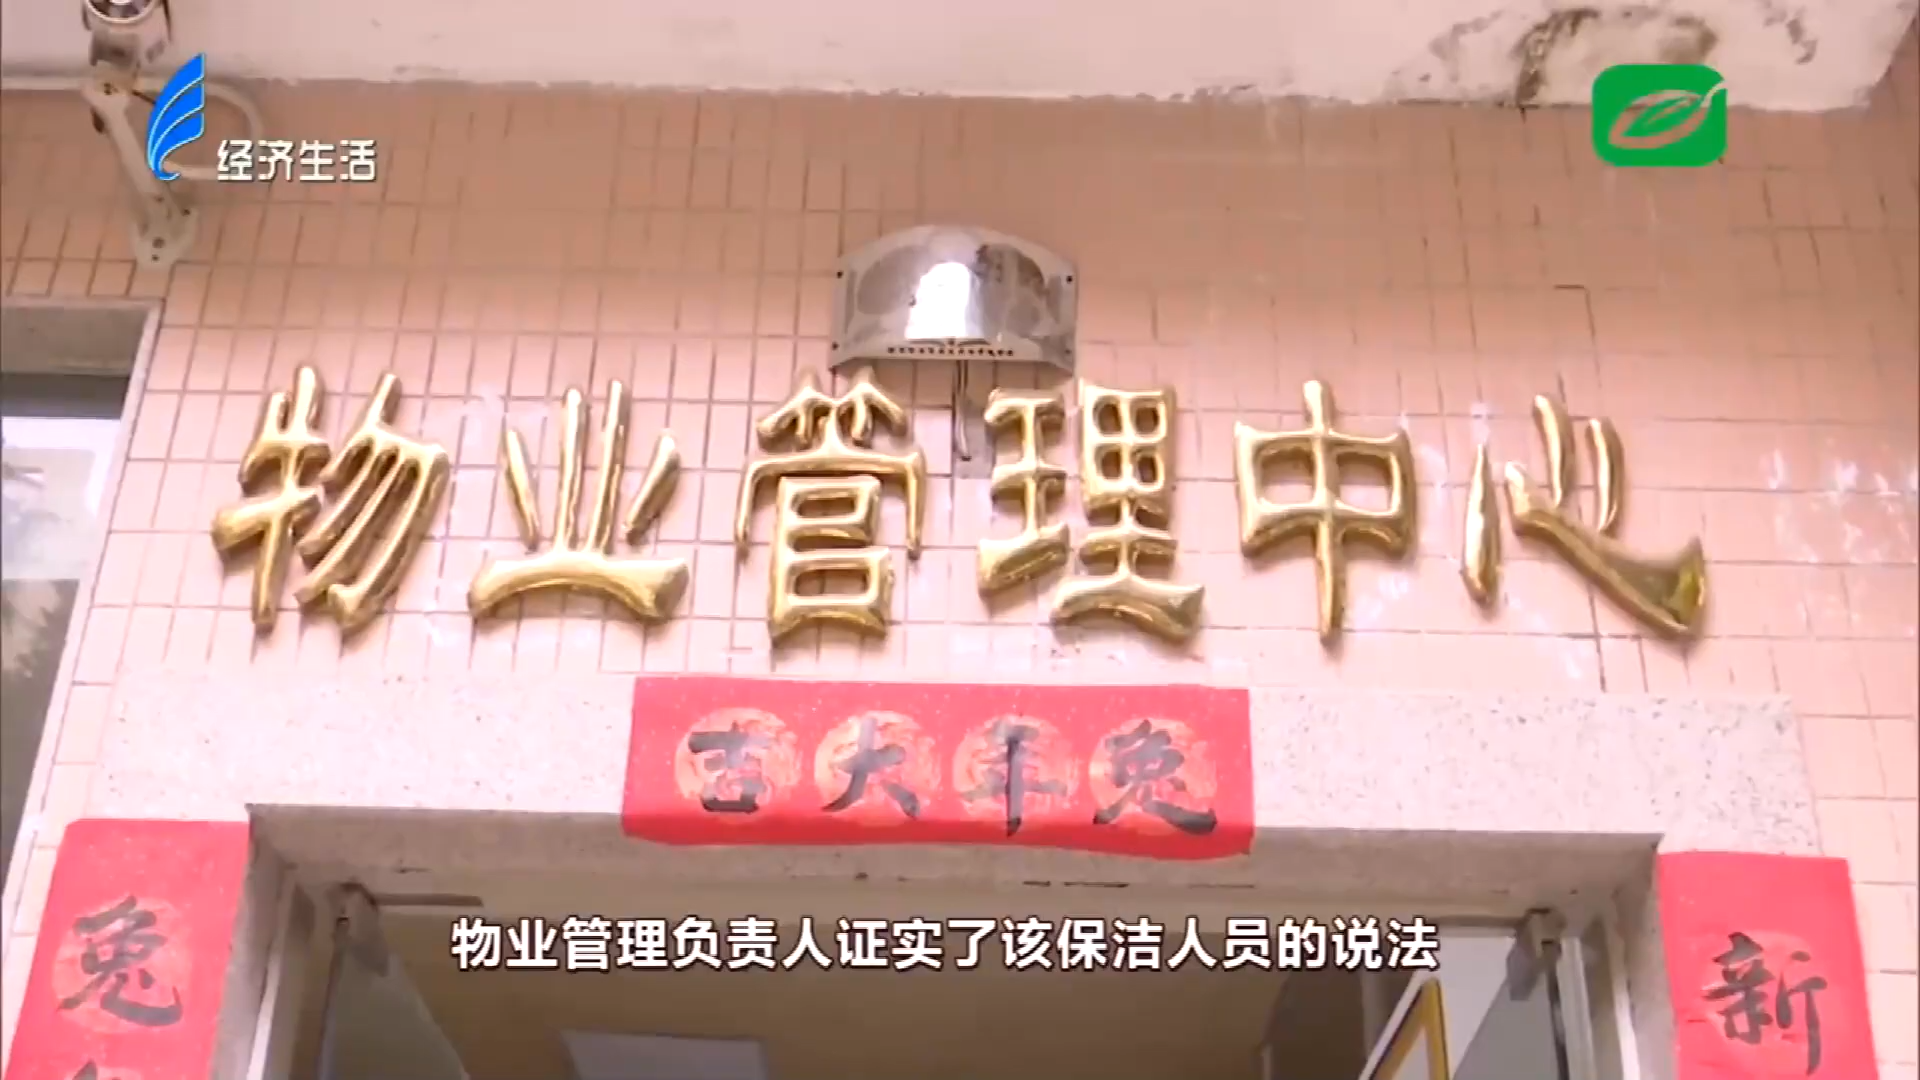 经济生活
物业管理中心
吉大年兔
兔
新
物业管理负责人证实了该保洁人员的说法